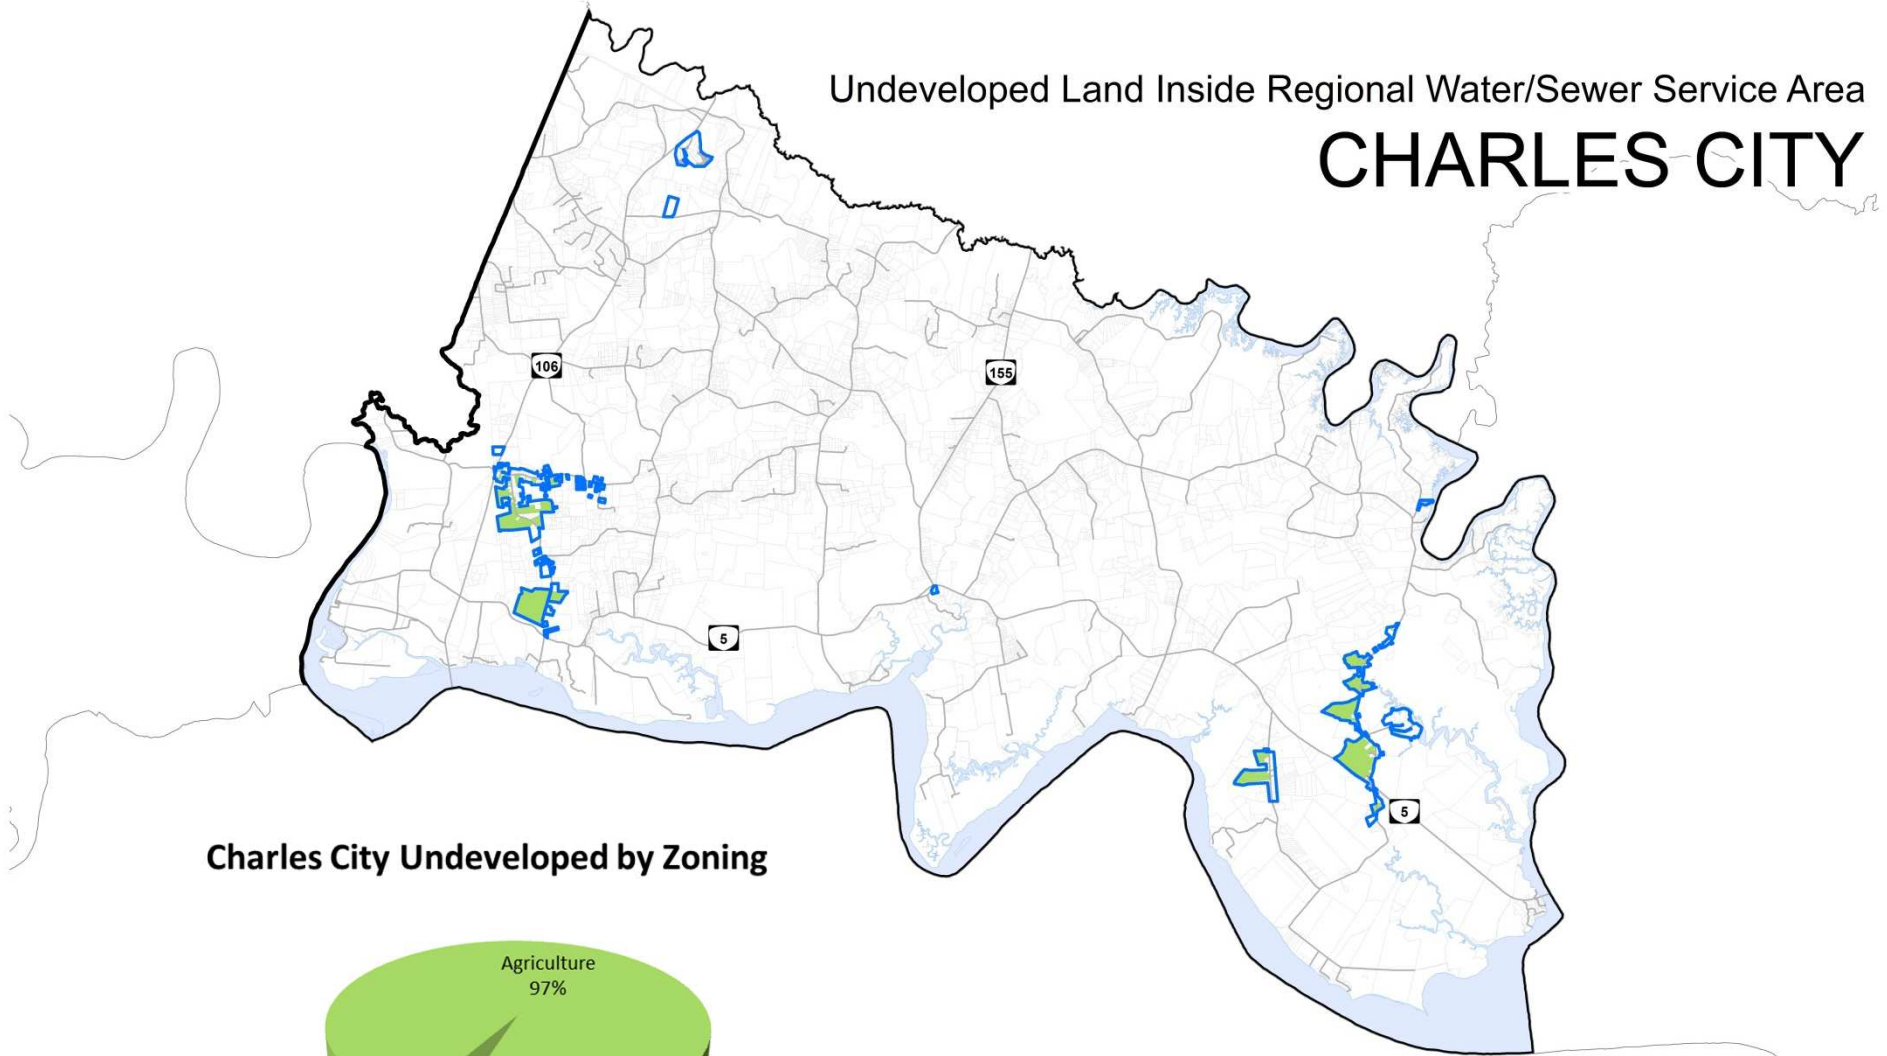 Undeveloped Land Inside Regional Water/Sewer Service Area
CHARLES CITY
106
155
5
5
Charles City Undeveloped by Zoning
Agriculture
97%